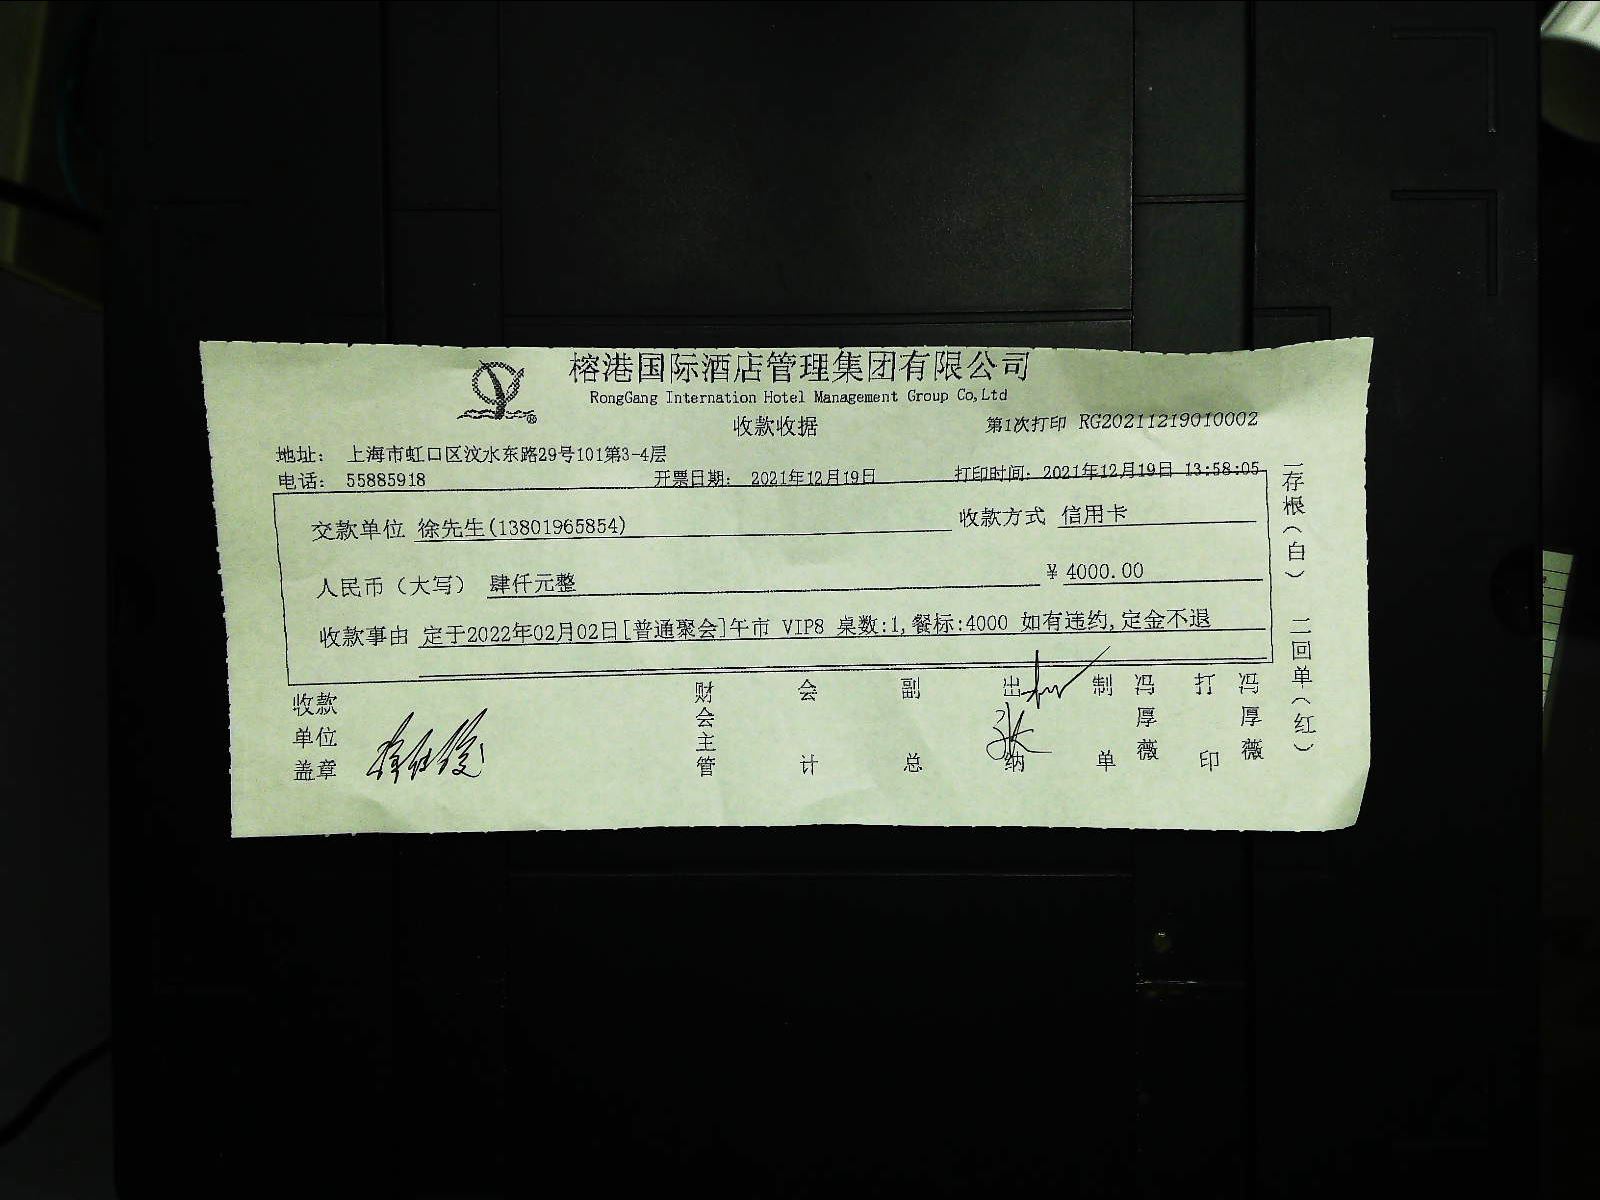 榕港国际酒店管理集团有限公司
RongGang Internation Hotel Management Group Co,Ltd
收款收据
第1次打印 RG20211219010002
地址： 上海市虹口区汶水东路29号101第3-4层
电话： 55885918 开票日期： 2021年12月19日 打印时间： 2021年12月19日 13:58:05
交款单位 徐先生(13801965854) 收款方式 信用卡
人民币（大写） 肆仟元整 ¥ 4000.00
收款事由 定于2022年02月02日[普通聚会]午市 VIP8 桌数:1,餐标:4000 如有违约,定金不退
收款单位盖章
财会主管
会计
副总
出纳
张
制单
冯厚薇
打印
冯厚薇
一存根（白） 二回单（红）